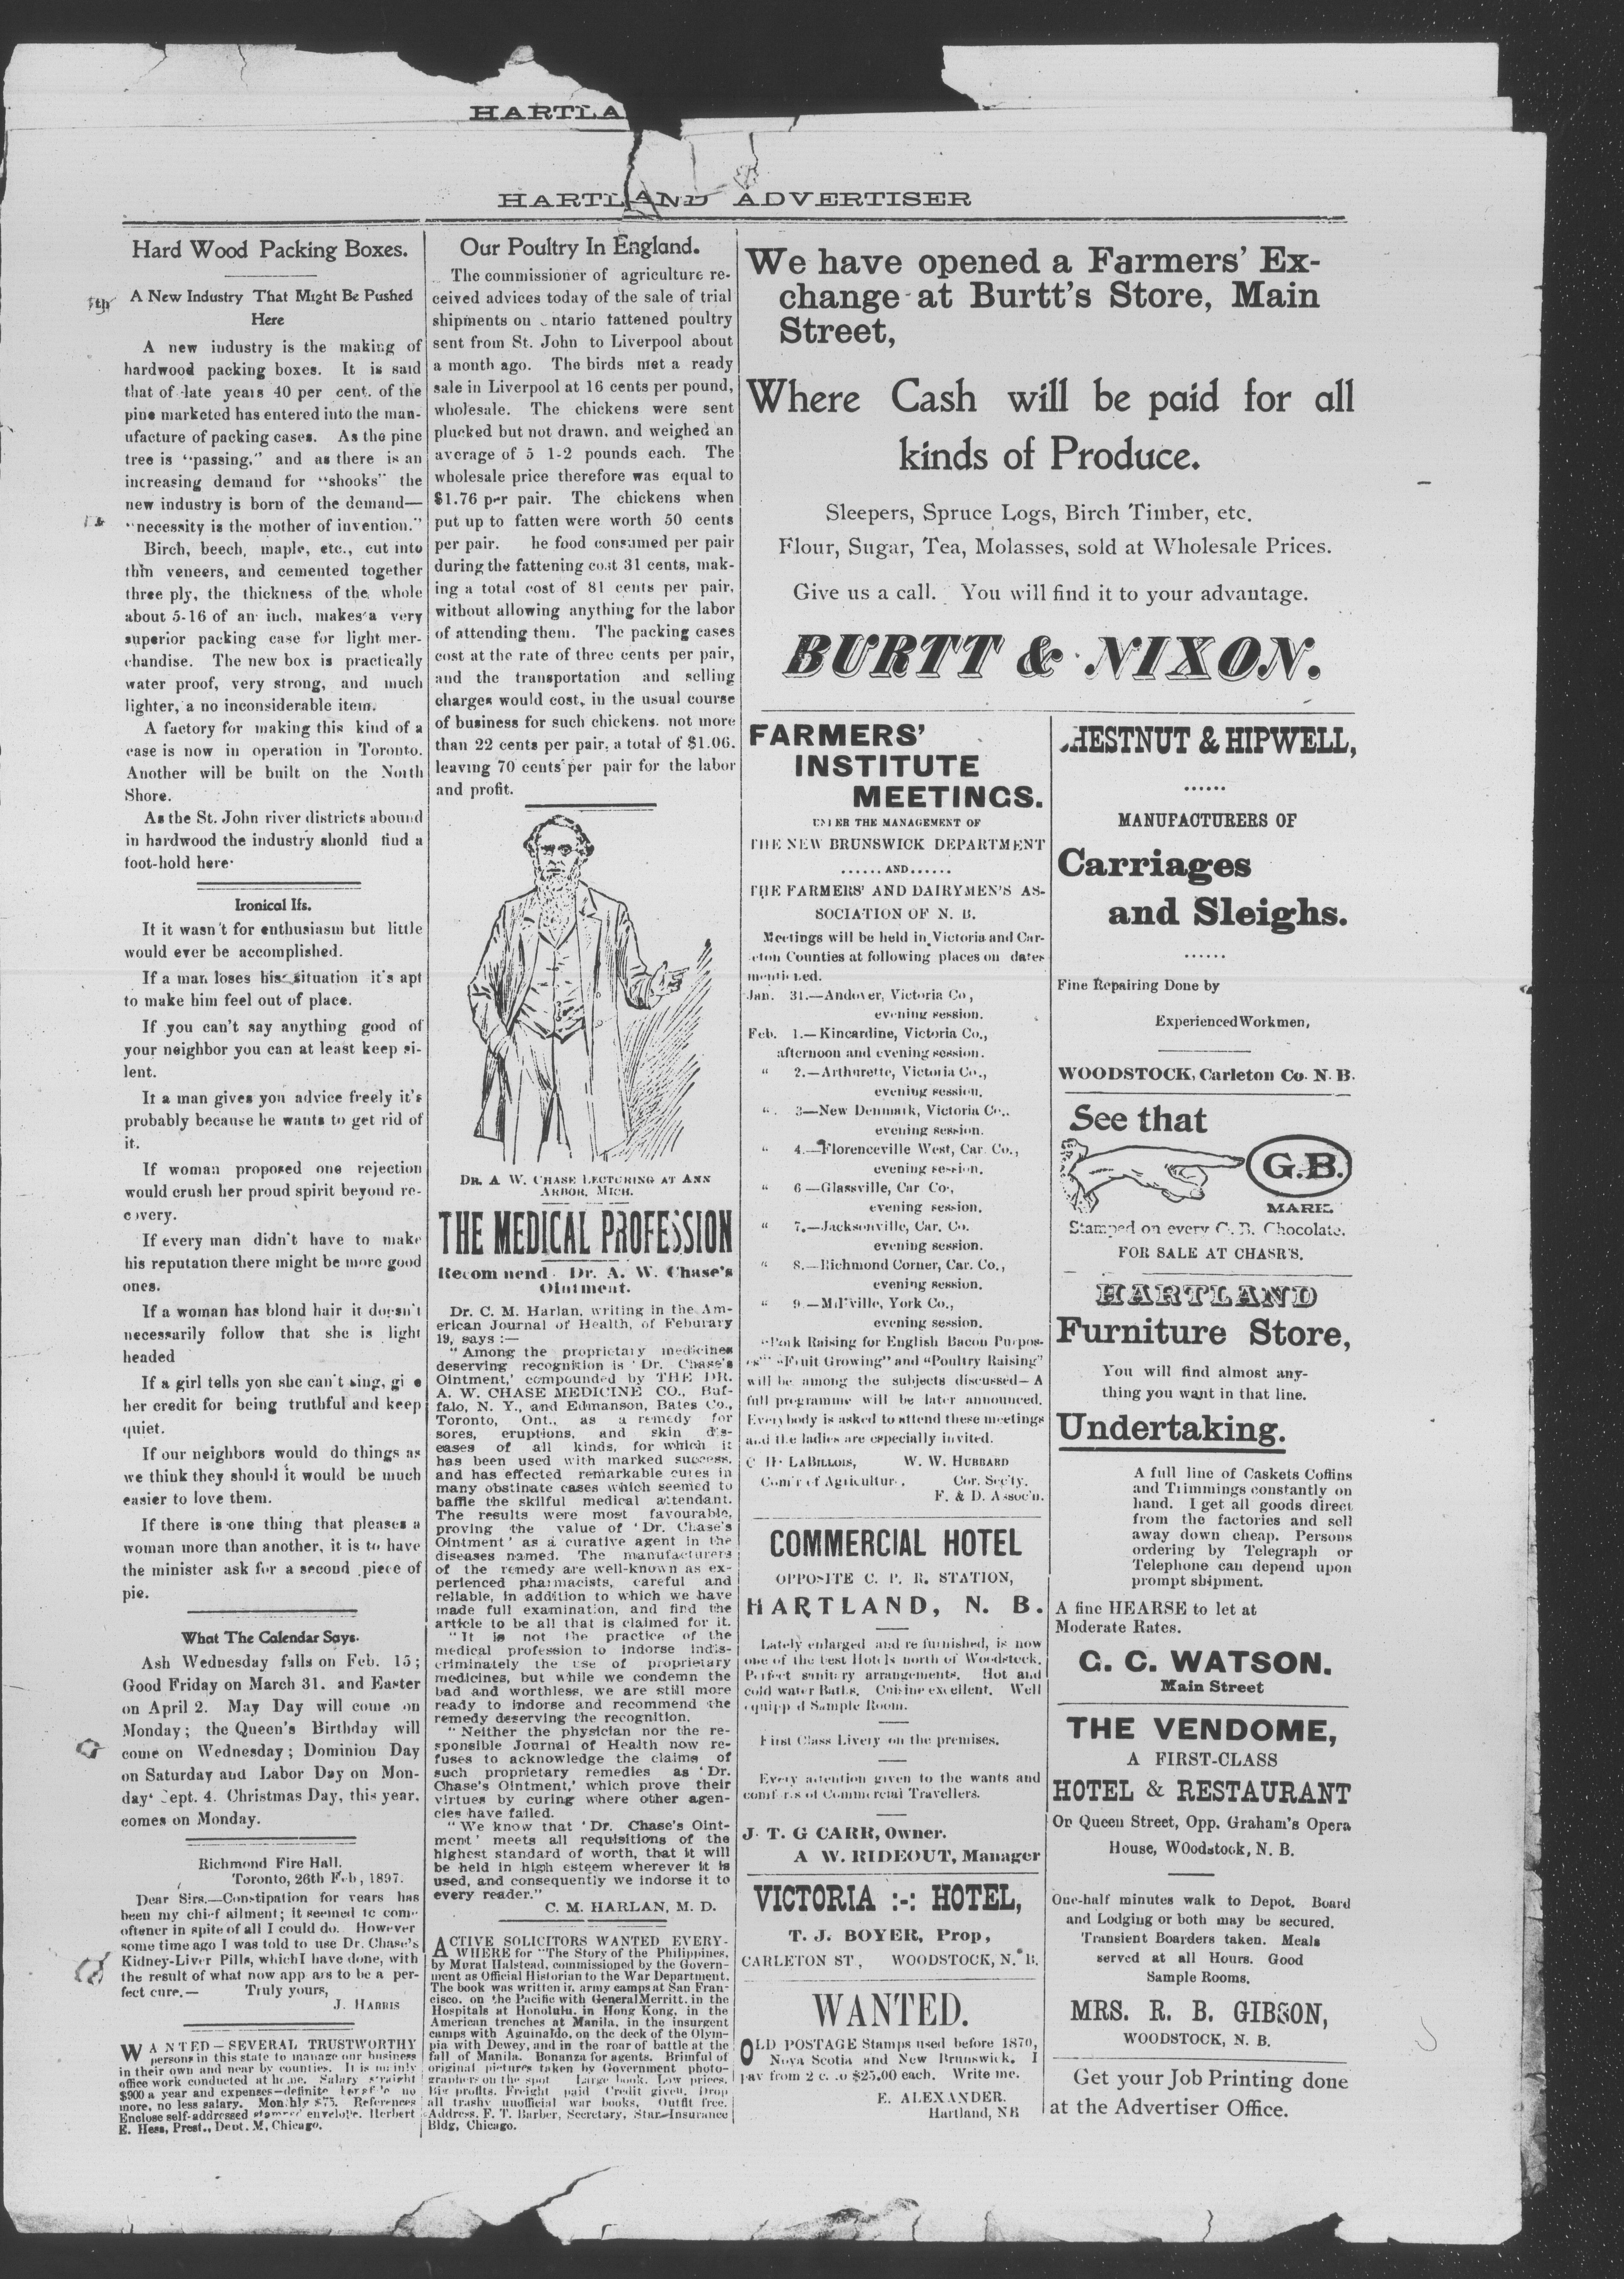 HARTLA
HARTLAND ADVERTISER
Hard Wood Packing Boxes.
A New Industry That Might Be Pushed
Here
A new industry is the making of
hardwood packing boxes. It is said
that of late years 40 per cent. of the
pine marketed has entered into the man-
ufacture of packing cases. As the pine
tree is "passing," and as there is an
increasing demand for "shooks" the
new industry is born of the demand—
"necessity is the mother of invention."
Birch, beech, maple, etc., cut into
thin veneers, and cemented together
three ply, the thickness of the whole
about 5-16 of an inch, makes a very
superior packing case for light mer-
chandise. The new box is practically
water proof, very strong, and much
lighter, a no inconsiderable item.
A factory for making this kind of a
case is now in operation in Toronto.
Another will be built on the North
Shore.
As the St. John river districts abound
in hardwood the industry should find a
foot-hold here.
Ironical Ifs.
If it wasn't for enthusiasm but little
would ever be accomplished.
If a man loses his situation it's apt
to make him feel out of place.
If you can't say anything good of
your neighbor you can at least keep si-
lent.
If a man gives you advice freely it's
probably because he wants to get rid of
it.
If woman proposed one rejection
would crush her proud spirit beyond re-
covery.
If every man didn't have to make
his reputation there might be more good
ones.
If a woman has blond hair it doesn't
necessarily follow that she is light
headed
If a girl tells yon she can't sing, gi e
her credit for being truthful and keep
quiet.
If our neighbors would do things as
we think they should it would be much
easier to love them.
If there is one thing that pleases a
woman more than another, it is to have
the minister ask for a second piece of
pie.
What The Calendar Says.
Ash Wednesday falls on Feb. 15;
Good Friday on March 31. and Easter
on April 2. May Day will come on
Monday; the Queen's Birthday will
come on Wednesday; Dominion Day
on Saturday and Labor Day on Mon-
day' Sept. 4. Christmas Day, this year,
comes on Monday.
Richmond Fire Hall.
Toronto, 26th Feb, 1897.
Dear Sirs.—Constipation for years has
been my chief ailment; it seemed to come
oftener in spite of all I could do. However
some time ago I was told to use Dr. Chase's
Kidney-Liver Pills, which I have done, with
the result of what now app ars to be a per-
fect cure.— Truly yours,
J. HARRIS
WANTED—SEVERAL TRUSTWORTHY
persons in this state to manage our business
in their own and near by counties. It is mainly
office work conducted at home. Salary straight
$900 a year and expenses—definite bonafide no
more, no less salary. Monthly $75. References
Enclose self-addressed stamped envelope. Herbert
E. Hess, Prest., Dept. M, Chicago.
Our Poultry In England.
The commissioner of agriculture re-
ceived advices today of the sale of trial
shipments on ntario fattened poultry
sent from St. John to Liverpool about
a month ago. The birds met a ready
sale in Liverpool at 16 cents per pound,
wholesale. The chickens were sent
plucked but not drawn, and weighed an
average of 5 1-2 pounds each. The
wholesale price therefore was equal to
$1.76 per pair. The chickens when
put up to fatten were worth 50 cents
per pair. he food consumed per pair
during the fattening cost 31 cents, mak-
ing a total cost of 81 cents per pair,
without allowing anything for the labor
of attending them. The packing cases
cost at the rate of three cents per pair,
and the transportation and selling
charges would cost, in the usual course
of business for such chickens, not more
than 22 cents per pair, a total of $1.06.
leaving 70 cents per pair for the labor
and profit.
DR. A W. CHASE LECTURING AT ANN
ARBOR, MICH.
THE MEDICAL PROFESSION
Recommend Dr. A. W. Chase's
Ointment.
Dr. C. M. Harlan, writing in the Am-
erican Journal of Health, of Feburary
19, says :—
"Among the proprietary medicines
deserving recognition is 'Dr. Chase's
Ointment,' compounded by THE DR.
A. W. CHASE MEDICINE CO., Buf-
falo, N. Y., and Edmanson, Bates Co.,
Toronto, Ont., as a remedy for
sores, eruptions, and skin dis-
eases of all kinds, for which it
has been used with marked success,
and has effected remarkable cures in
many obstinate cases which seemed to
baffle the skilful medical attendant.
The results were most favourable,
proving the value of 'Dr. Chase's
Ointment' as a curative agent in the
diseases named. The manufacturers
of the remedy are well-known as ex-
perienced pharmacists, careful and
reliable, in addition to which we have
made full examination, and find the
article to be all that is claimed for it.
"It is not the practice of the
medical profession to indorse indis-
criminately the use of proprietary
medicines, but while we condemn the
bad and worthless, we are still more
ready to indorse and recommend the
remedy deserving the recognition.
"Neither the physician nor the re-
sponsible Journal of Health now re-
fuses to acknowledge the claims of
such proprietary remedies as 'Dr.
Chase's Ointment,' which prove their
virtues by curing where other agen-
cies have failed.
"We know that 'Dr. Chase's Oint-
ment' meets all requisitions of the
highest standard of worth, that it will
be held in high esteem wherever it is
used, and consequently we indorse it to
every reader."
C. M. HARLAN, M. D.
ACTIVE SOLICITORS WANTED EVERY-
WHERE for "The Story of the Philippines,
by Murat Halstead, commissioned by the Govern-
ment as Official Historian to the War Department.
The book was written in army camps at San Fran-
cisco, on the Pacific with General Merritt, in the
Hospitals at Honolulu, in Hong Kong, in the
American trenches at Manila, in the insurgent
camps with Aguinaldo, on the deck of the Olym-
pia with Dewey, and in the roar of battle at the
fall of Manila. Bonanza for agents. Brimful of
original pictures taken by Government photo-
graphers on the spot Large book. Low prices.
Big profits. Freight paid Credit given. Drop
all trashy unofficial war books. Outfit free.
Address, F. T. Barber, Secretary, Star Insurance
Bldg, Chicago.
We have opened a Farmers' Ex-
change at Burtt's Store, Main
Street,
Where Cash will be paid for all
kinds of Produce.
Sleepers, Spruce Logs, Birch Timber, etc.
Flour, Sugar, Tea, Molasses, sold at Wholesale Prices.
Give us a call. You will find it to your advantage.
BURTT & NIXON.
FARMERS'
INSTITUTE
MEETINGS.
UNDER THE MANAGEMENT OF
THE NEW BRUNSWICK DEPARTMENT
......AND......
THE FARMERS' AND DAIRYMEN'S AS-
SOCIATION OF N. B.
Meetings will be held in Victoria and Car-
leton Counties at following places on dates
mentioned.
Jan. 31.—Andover, Victoria Co,
evening session.
Feb. 1.—Kincardine, Victoria Co.,
afternoon and evening session.
" 2.—Arthurette, Victoria Co.,
evening session.
" 3—New Denmark, Victoria Co.,
evening session.
" 4.—Florenceville West, Car. Co.,
evening session.
" 6—Glassville, Car Co.,
evening session.
" 7.—Jacksonville, Car. Co.
evening session.
" 8.—Richmond Corner, Car. Co.,
evening session.
" 9.—Millville, York Co.,
evening session.
"Pork Raising for English Bacon Purpos-
es" "Fruit Growing" and "Poultry Raising"
will be among the subjects discussed—A
full programme will be later announced.
Everybody is asked to attend these meetings
and the ladies are especially invited.
C H. LABILLOIS, W. W. HUBBARD
Com'r of Agriculture, Cor. Sec'ty.
F. & D. Assoc'n.
COMMERCIAL HOTEL
OPPOSITE C. P. R. STATION,
HARTLAND, N. B.
Lately enlarged and re furnished, is now
one of the best Hotels north of Woodstock.
Perfect sanitary arrangements. Hot and
cold water Baths. Cuisine excellent. Well
equipp d Sample Room.
First Class Livery on the premises.
Every attention given to the wants and
comforts of Commercial Travellers.
J. T. G CARR, Owner.
A W. RIDEOUT, Manager
VICTORIA :-: HOTEL,
T. J. BOYER, Prop,
CARLETON ST, WOODSTOCK, N. B.
WANTED.
OLD POSTAGE Stamps used before 1870,
Nova Scotia and New Brunswick. I
pay from 2 c. to $25.00 each. Write me.
E. ALEXANDER.
Hartland, NB
HESTNUT & HIPWELL,
......
MANUFACTURERS OF
Carriages
and Sleighs.
......
Fine Repairing Done by
Experienced Workmen,
WOODSTOCK, Carleton Co. N. B.
See that
G.B.
MARK
Stamped on every G. B. Chocolate.
FOR SALE AT CHASR'S.
HARTLAND
Furniture Store,
You will find almost any-
thing you want in that line.
Undertaking.
A full line of Caskets Coffins
and Trimmings constantly on
hand. I get all goods direct
from the factories and sell
away down cheap. Persons
ordering by Telegraph or
Telephone can depend upon
prompt shipment.
A fine HEARSE to let at
Moderate Rates.
C. C. WATSON.
Main Street
THE VENDOME,
A FIRST-CLASS
HOTEL & RESTAURANT
On Queen Street, Opp. Graham's Opera
House, WOodstock, N. B.
One-half minutes walk to Depot. Board
and Lodging or both may be secured.
Transient Boarders taken. Meals
served at all Hours. Good
Sample Rooms.
MRS. R. B. GIBSON,
WOODSTOCK, N. B.
Get your Job Printing done
at the Advertiser Office.